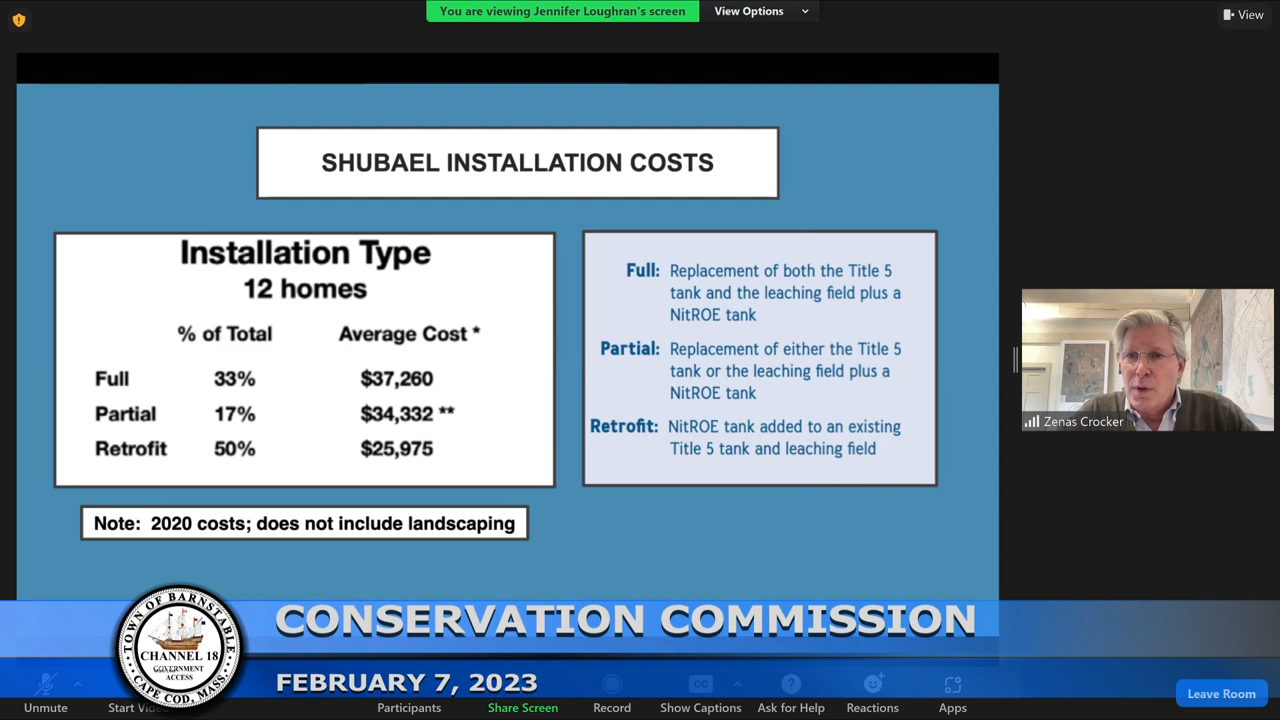 You are viewing Jennifer Loughran's screen
View Options
View
SHUBAEL INSTALLATION COSTS
Installation Type
12 homes
% of Total Average Cost *
Full 33% $37,260
Partial 17% $34,332 **
Retrofit 50% $25,975
Note: 2020 costs; does not include landscaping
Full: Replacement of both the Title 5
tank and the leaching field plus a
NitROE tank
Partial: Replacement of either the Title 5
tank or the leaching field plus a
NitROE tank
Retrofit: NitROE tank added to an existing
Title 5 tank and leaching field
Zenas Crocker
CONSERVATION COMMISSION
FEBRUARY 7, 2023
TOWN OF BARNSTABLE
CHANNEL 18
GOVERNMENT
ACCESS
CAPE COD, MASS.
CC
Unmute
Start Vid
Participants
Share Screen
Record
Show Captions
Ask for Help
Reactions
Apps
Leave Room